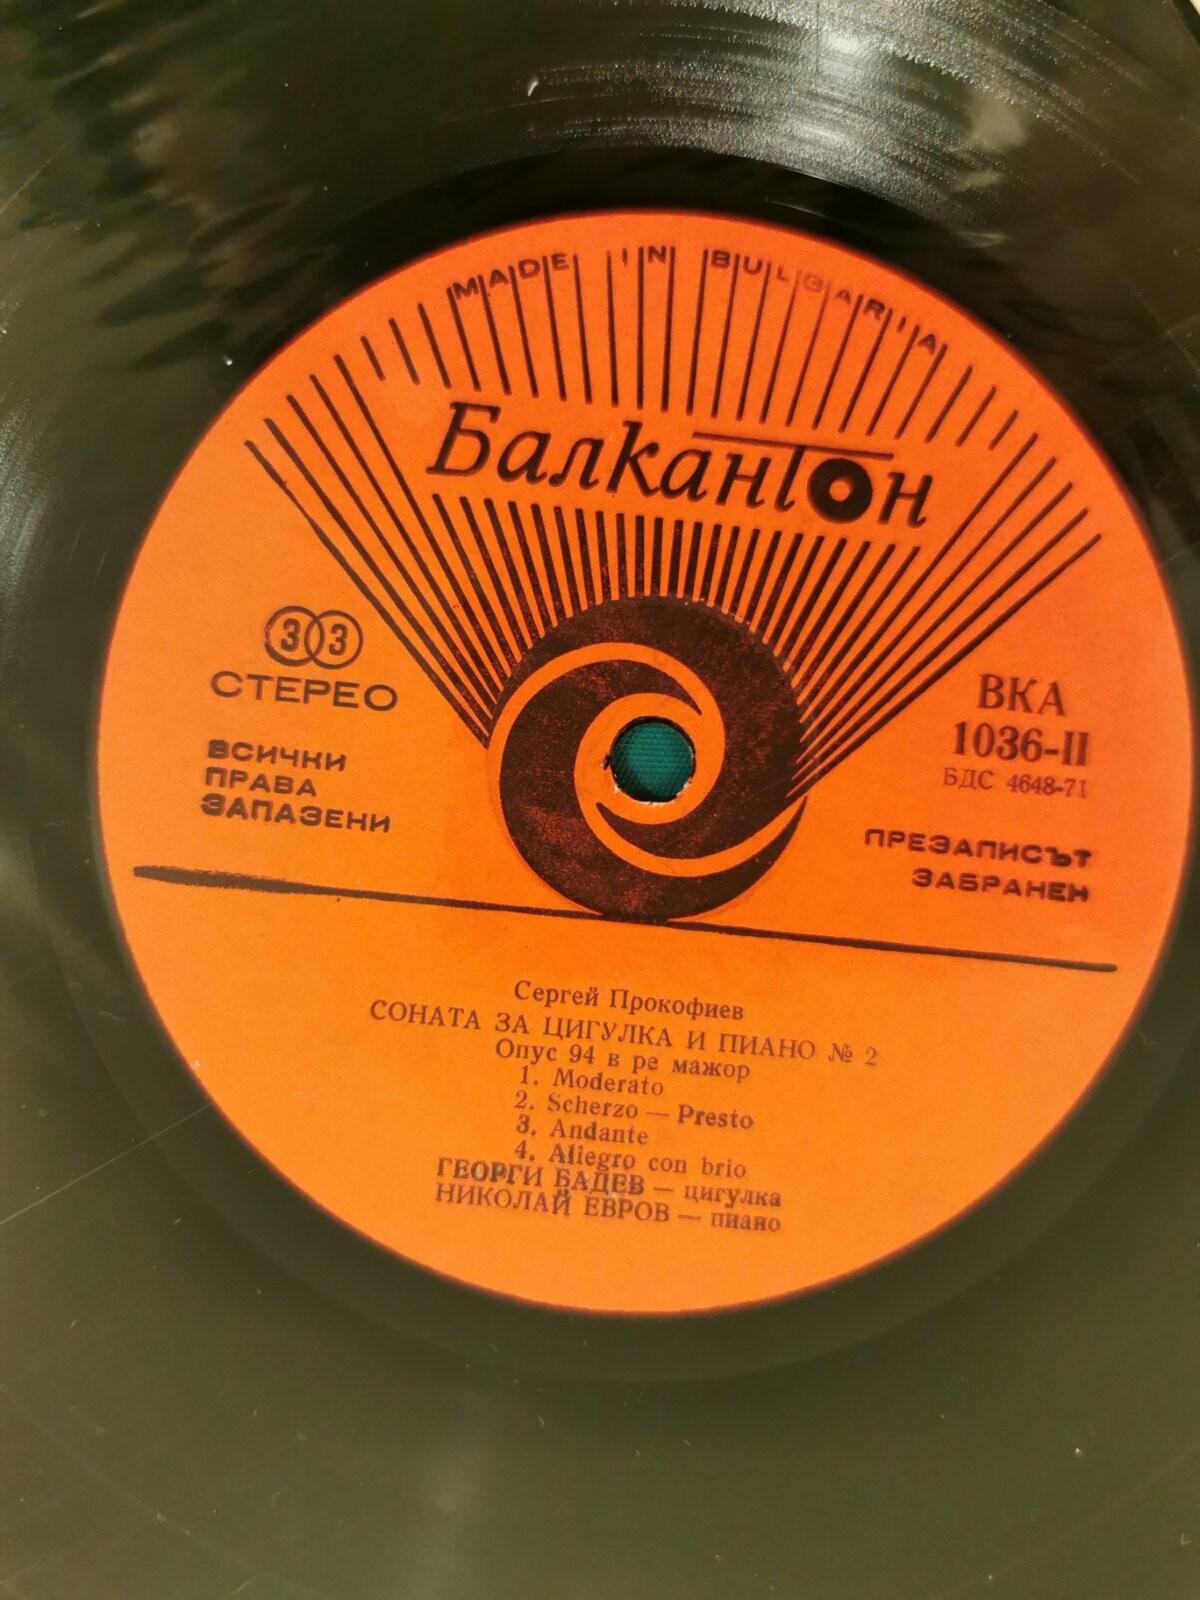 MADE IN BULGARIA
Балкантон
33
СТЕРЕО
ВСИЧКИ
ПРАВА
ЗАПАЗЕНИ
ВКА
1036-II
БДС 4648-71
ПРЕЗАПИСЪТ
ЗАБРАНЕН
Сергей Прокофиев
СОНАТА ЗА ЦИГУЛКА И ПИАНО № 2
Опус 94 в ре мажор
1. Moderato
2. Scherzo — Presto
3. Andante
4. Allegro con brio
ГЕОРГИ БАДЕВ — цигулка
НИКОЛАЙ ЕВРОВ — пиано